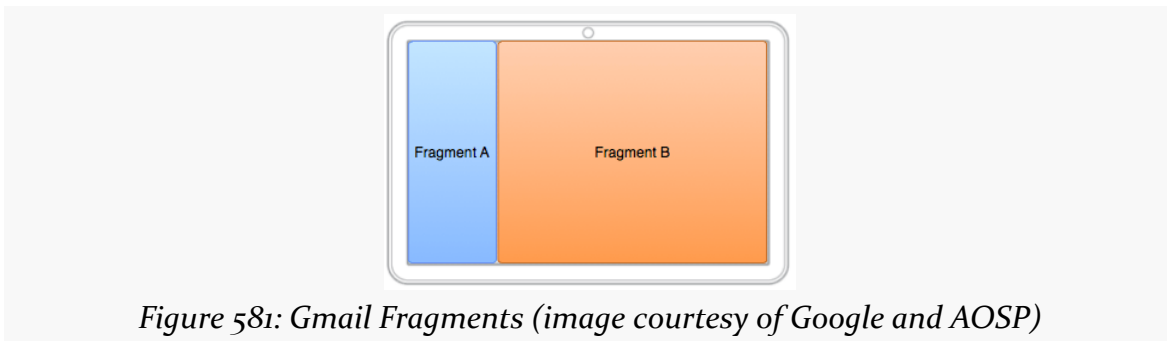 Fragment A
Fragment B
Figure 581: Gmail Fragments (image courtesy of Google and AOSP)